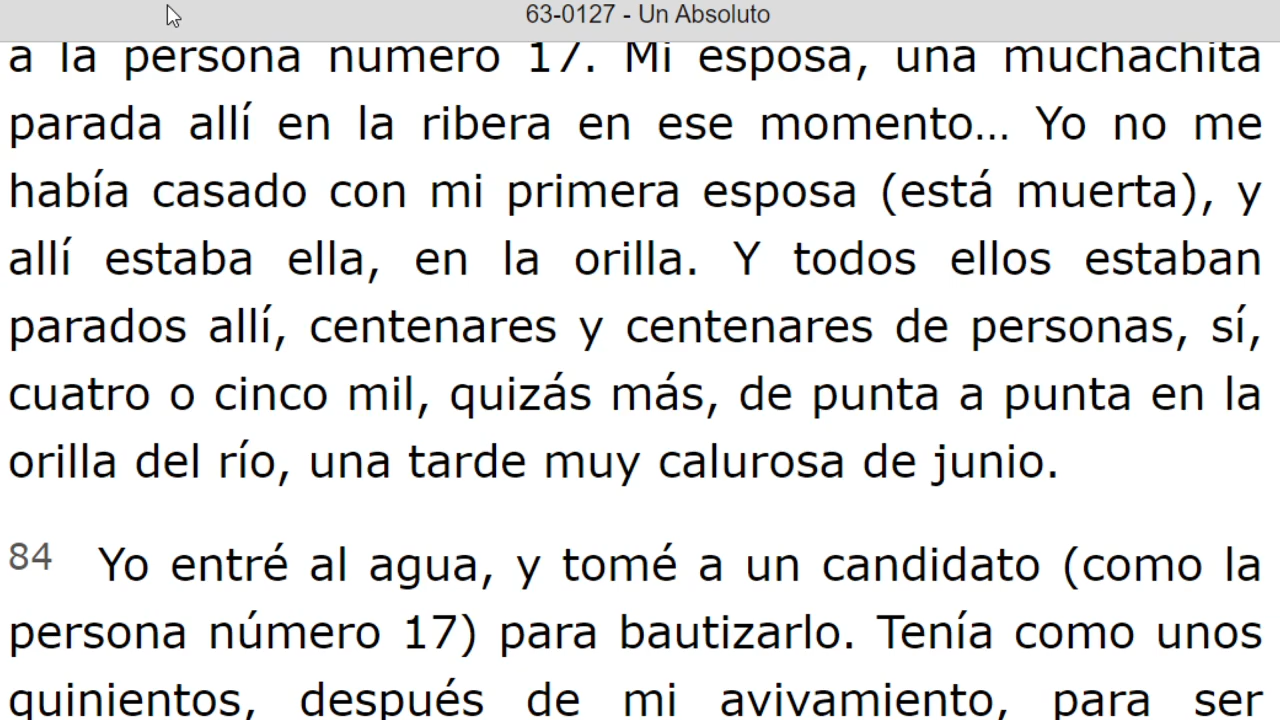 63-0127 - Un Absoluto
a la persona número 17. Mi esposa, una muchachita
parada allí en la ribera en ese momento... Yo no me
había casado con mi primera esposa (está muerta), y
allí estaba ella, en la orilla. Y todos ellos estaban
parados allí, centenares y centenares de personas, sí,
cuatro o cinco mil, quizás más, de punta a punta en la
orilla del río, una tarde muy calurosa de junio.
84 Yo entré al agua, y tomé a un candidato (como la
persona número 17) para bautizarlo. Tenía como unos
quinientos, después de mi avivamiento, para ser